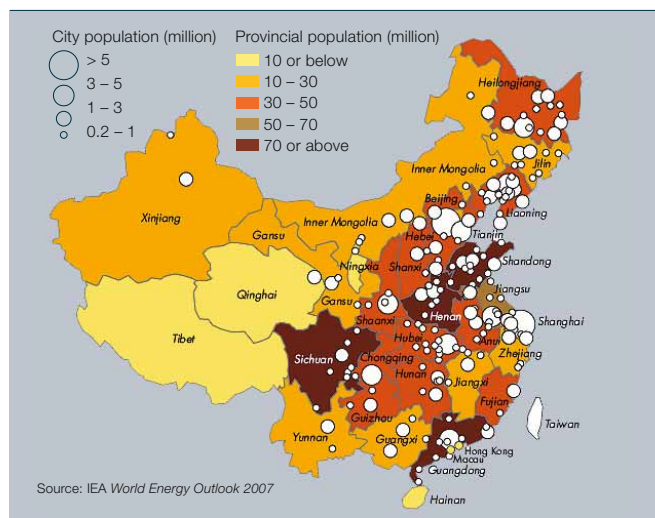 City population (million)
> 5
3 – 5
1 – 3
0.2 – 1
Provincial population (million)
10 or below
10 – 30
30 – 50
50 – 70
70 or above
Heilongjiang
Jilin
Inner Mongolia
Liaoning
Beijing
Tianjin
Xinjiang
Gansu
Inner Mongolia
Hebei
Ningxia
Shanxi
Shandong
Qinghai
Gansu
Jiangsu
Shaanxi
Henan
Tibet
Shanghai
Hubei
Anui
Sichuan
Chongqing
Zhejiang
Hunan
Jiangxi
Guizhou
Fujian
Taiwan
Yunnan
Guangxi
Hong Kong
Macau
Guangdong
Hainan
Source: IEA World Energy Outlook 2007